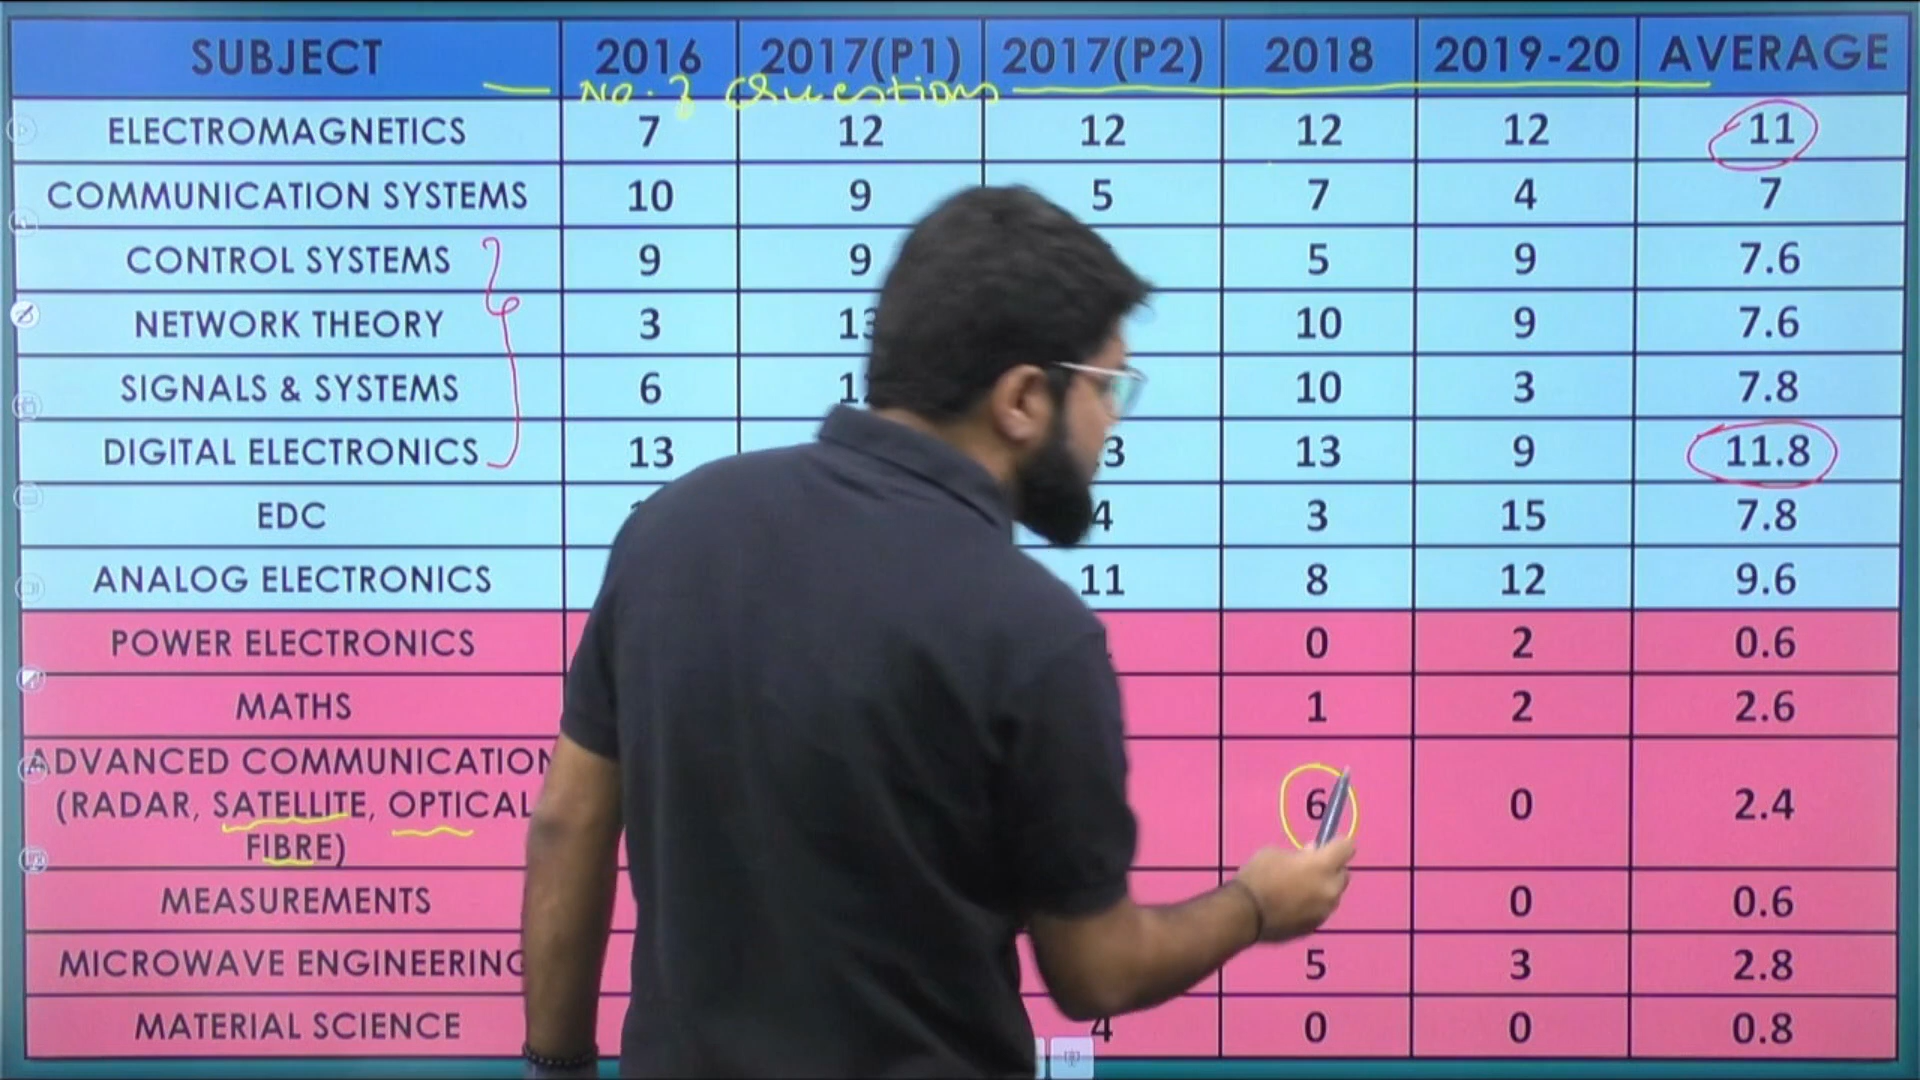 SUBJECT 2016 2017(P1) 2017(P2) 2018 2019-20 AVERAGE
No. of Questions
ELECTROMAGNETICS 7 12 12 12 12 11
COMMUNICATION SYSTEMS 10 9 5 7 4 7
CONTROL SYSTEMS 9 9 5 9 7.6
NETWORK THEORY 3 13 10 9 7.6
SIGNALS & SYSTEMS 6 10 3 7.8
DIGITAL ELECTRONICS 13 13 9 11.8
EDC 4 3 15 7.8
ANALOG ELECTRONICS 11 8 12 9.6
POWER ELECTRONICS 0 2 0.6
MATHS 1 2 2.6
ADVANCED COMMUNICATION
(RADAR, SATELLITE, OPTICAL 6 0 2.4
FIBRE)
MEASUREMENTS 0 0.6
MICROWAVE ENGINEERING 5 3 2.8
MATERIAL SCIENCE 4 0 0 0.8